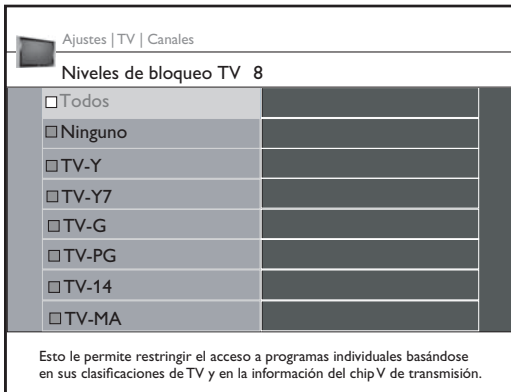 Ajustes | TV | Canales
Niveles de bloqueo TV 8
Todos
Ninguno
TV-Y
TV-Y7
TV-G
TV-PG
TV-14
TV-MA
Esto le permite restringir el acceso a programas individuales basándose
en sus clasificaciones de TV y en la información del chip V de transmisión.